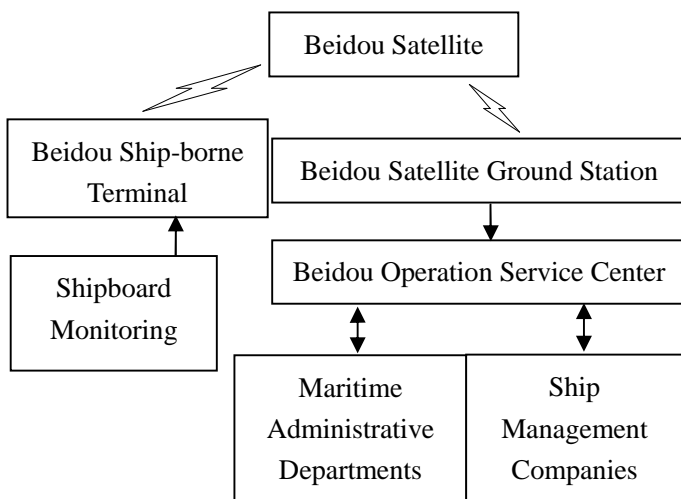 Beidou Satellite
Beidou Ship-borne
Terminal
Beidou Satellite Ground Station
Shipboard
Monitoring
Beidou Operation Service Center
Maritime
Administrative
Departments
Ship
Management
Companies